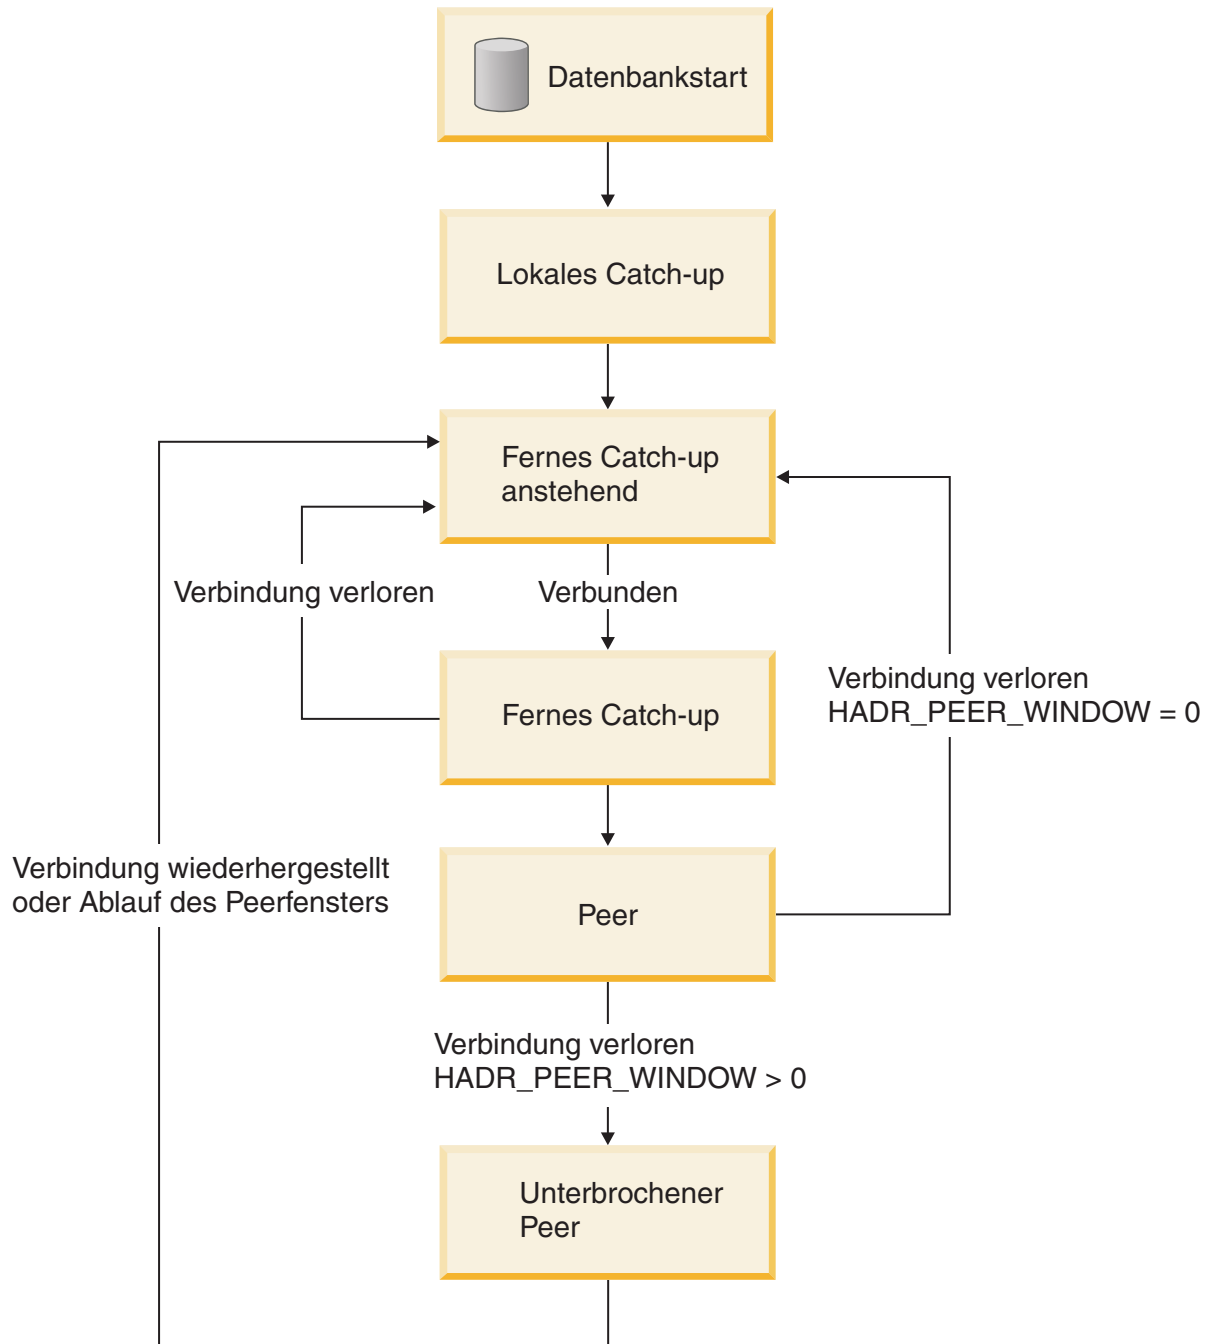 Datenbankstart
Lokales Catch-up
Fernes Catch-up
anstehend
Verbindung verloren
Verbunden
Verbindung verloren
HADR_PEER_WINDOW = 0
Fernes Catch-up
Verbindung wiederhergestellt
oder Ablauf des Peerfensters
Peer
Verbindung verloren
HADR_PEER_WINDOW > 0
Unterbrochener
Peer